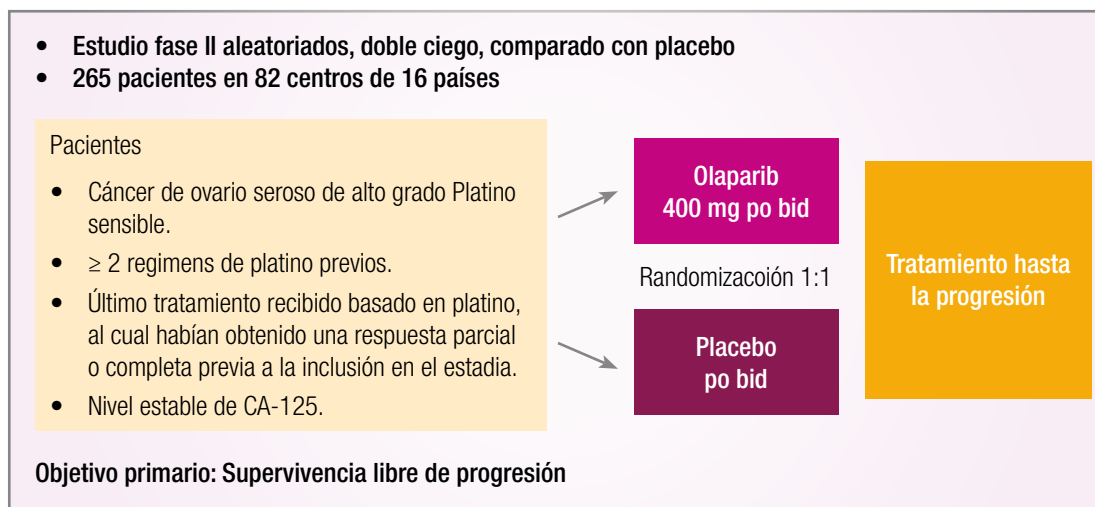 • Estudio fase II aleatoriados, doble ciego, comparado con placebo
• 265 pacientes en 82 centros de 16 países
Pacientes
• Cáncer de ovario seroso de alto grado Platino
sensible.
• ≥ 2 regimens de platino previos.
• Último tratamiento recibido basado en platino,
al cual habían obtenido una respuesta parcial
o completa previa a la inclusión en el estadia.
• Nivel estable de CA-125.
Olaparib
400 mg po bid
Randomizacoión 1:1
Placebo
po bid
Tratamiento hasta
la progresión
Objetivo primario: Supervivencia libre de progresión